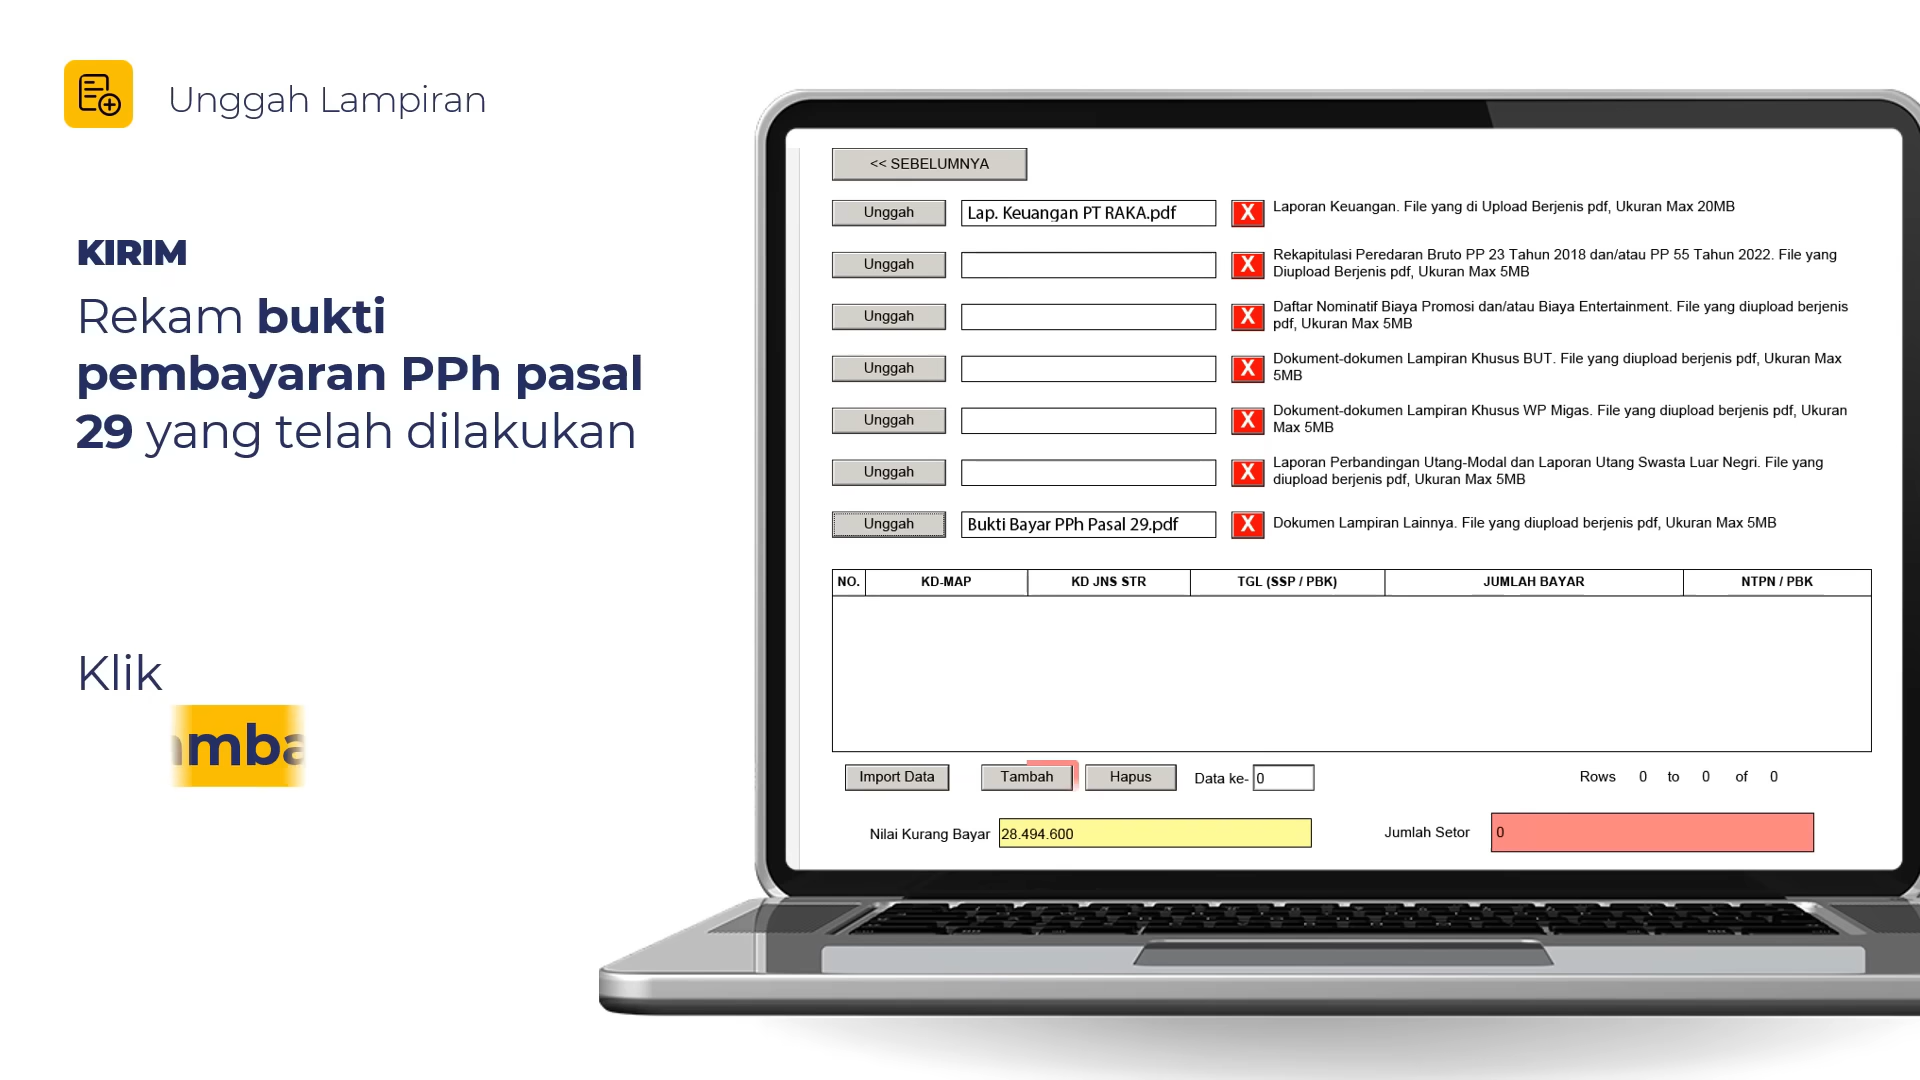 Unggah Lampiran
KIRIM
Rekam bukti
pembayaran PPh pasal
29 yang telah dilakukan
Klik
<< SEBELUMNYA
Unggah Lap. Keuangan PT RAKA.pdf X Laporan Keuangan. File yang di Upload Berjenis pdf, Ukuran Max 20MB
Unggah X Rekapitulasi Peredaran Bruto PP 23 Tahun 2018 dan/atau PP 55 Tahun 2022. File yang
Diupload Berjenis pdf, Ukuran Max 5MB
Unggah X Daftar Nominatif Biaya Promosi dan/atau Biaya Entertainment. File yang diupload berjenis
pdf, Ukuran Max 5MB
Unggah X Dokument-dokumen Lampiran Khusus BUT. File yang diupload berjenis pdf, Ukuran Max
5MB
Unggah X Dokument-dokumen Lampiran Khusus WP Migas. File yang diupload berjenis pdf, Ukuran
Max 5MB
Unggah X Laporan Perbandingan Utang-Modal dan Laporan Utang Swasta Luar Negri. File yang
diupload berjenis pdf, Ukuran Max 5MB
Unggah Bukti Bayar PPh Pasal 29.pdf X Dokumen Lampiran Lainnya. File yang diupload berjenis pdf, Ukuran Max 5MB
NO. KD-MAP KD JNS STR TGL (SSP / PBK) JUMLAH BAYAR NTPN / PBK
Import Data Tambah Hapus Data ke- 0 Rows 0 to 0 of 0
Nilai Kurang Bayar 28.494.600 Jumlah Setor 0